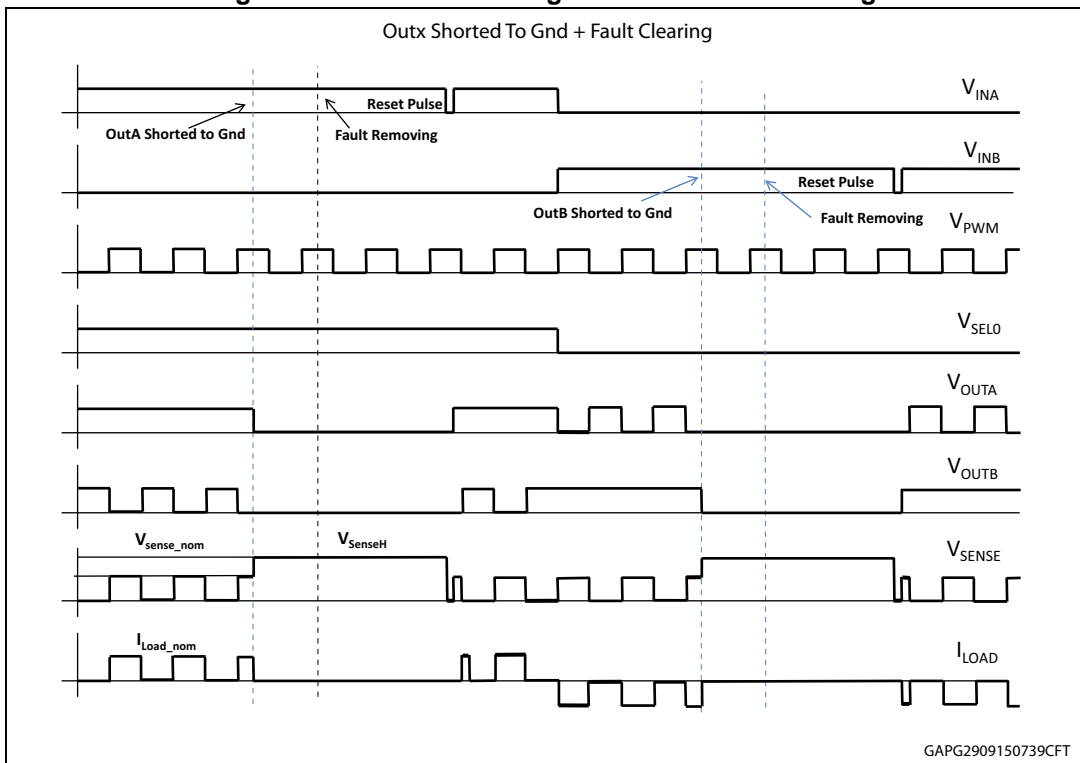 Outx Shorted To Gnd + Fault Clearing
V_INA
Reset Pulse
OutA Shorted to Gnd
Fault Removing
V_INB
Reset Pulse
OutB Shorted to Gnd
Fault Removing
V_PWM
V_SEL0
V_OUTA
V_OUTB
V_sense_nom
V_SenseH
V_SENSE
I_Load_nom
I_LOAD
GAPG2909150739CFT